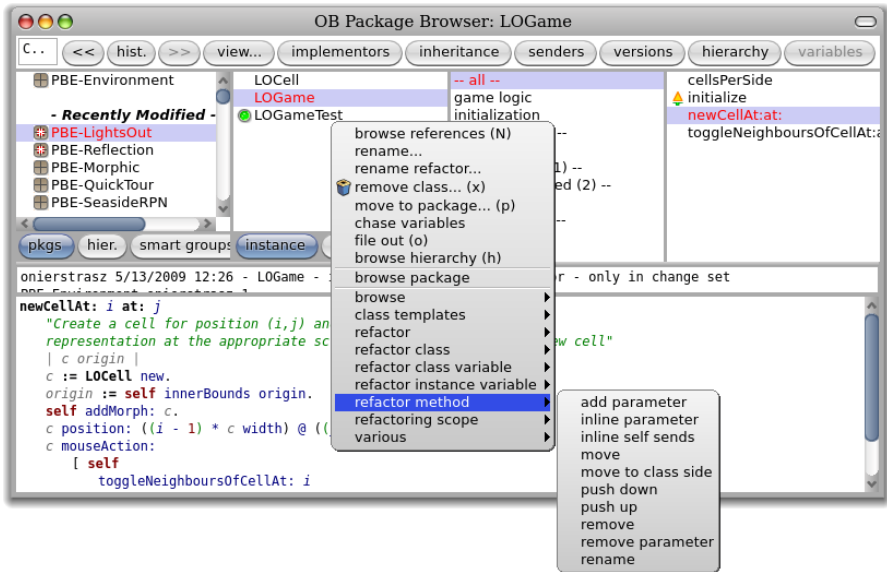 OB Package Browser: LOGame
C..
<<
hist.
>>
view...
implementors
inheritance
senders
versions
hierarchy
variables
PBE-Environment
- Recently Modified -
PBE-LightsOut
PBE-Reflection
PBE-Morphic
PBE-QuickTour
PBE-SeasideRPN
LOCell
LOGame
LOGameTest
-- all --
game logic
initialization
--
1) --
ed (2) --
--
cellsPerSide
initialize
newCellAt:at:
toggleNeighboursOfCellAt:a
pkgs
hier.
smart groups
instance
onierstrasz 5/13/2009 12:26 - LOGame - 
or - only in change set
newCellAt: i at: j
"Create a cell for position (i,j) an
representation at the appropriate sc
ew cell"
| c origin |
c := LOCell new.
origin := self innerBounds origin.
self addMorph: c.
c position: ((i - 1) * c width) @ ((
c mouseAction:
[ self
toggleNeighboursOfCellAt: i
browse references (N)
rename...
rename refactor...
remove class... (x)
move to package... (p)
chase variables
file out (o)
browse hierarchy (h)
browse package
browse
class templates
refactor
refactor class
refactor class variable
refactor instance variable
refactor method
refactoring scope
various
add parameter
inline parameter
inline self sends
move
move to class side
push down
push up
remove
remove parameter
rename